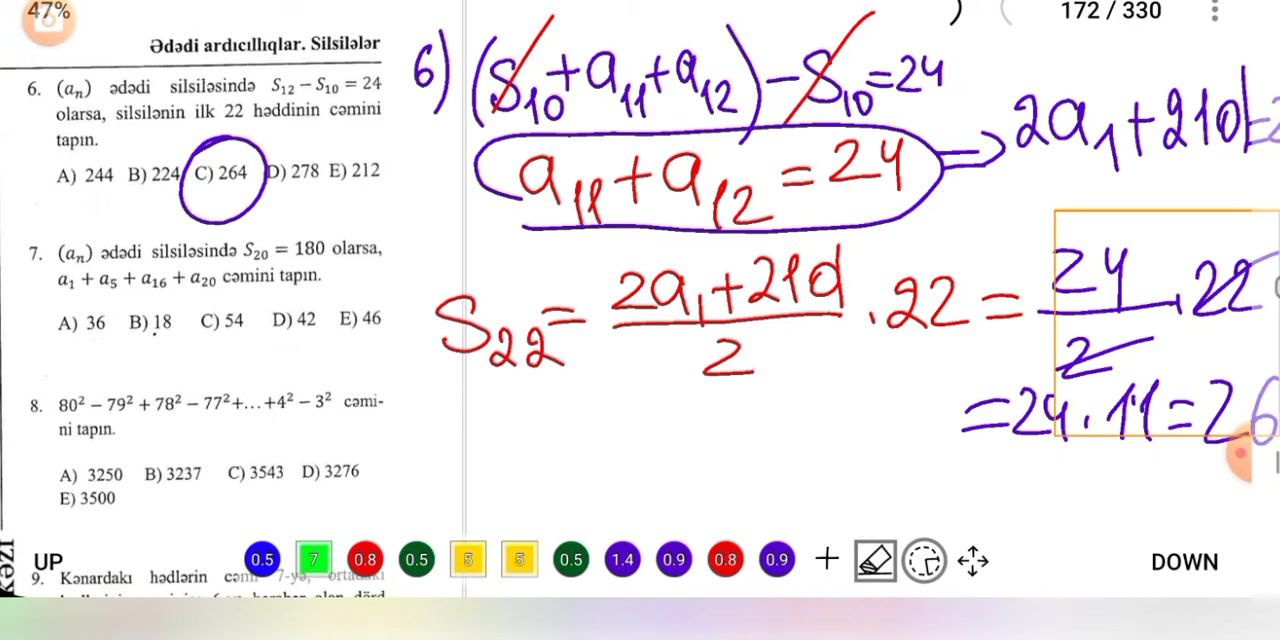 47%
172 / 330
Ədədi ardıcıllıqlar. Silsilələr
6. (aₙ) ədədi silsiləsində S₁₂ − S₁₀ = 24
olarsa, silsilənin ilk 22 həddinin cəmini
tapın.
A) 244 B) 224 C) 264 D) 278 E) 212
7. (aₙ) ədədi silsiləsində S₂₀ = 180 olarsa,
a₁ + a₅ + a₁₆ + a₂₀ cəmini tapın.
A) 36 B) 18 C) 54 D) 42 E) 46
8. 80² − 79² + 78² − 77²+...+4² − 3² cəmi-
ni tapın.
A) 3250 B) 3237 C) 3543 D) 3276
E) 3500
9. Kənardakı hədlərin cəmi 7-yə, ortadakı
6) (S₁₀ + a₁₁ + a₁₂) − S₁₀ = 24
a₁₁ + a₁₂ = 24 ⇒ 2a₁ + 21d =
S₂₂ = (2a₁ + 21d)/2 · 22 = 24/2 · 22
= 24 · 11 = 26
UP 0.5 7 0.8 0.5 5 5 0.5 1.4 0.9 0.8 0.9 + DOWN